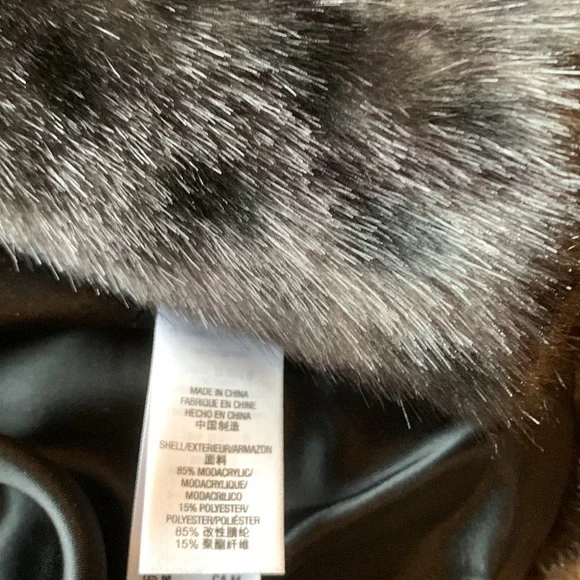 MADE IN CHINA
FABRIQUE EN CHINE
HECHO EN CHINA
中国制造
SHELL/EXTERIEUR/ARMAZON
面料
85% MODACRYLIC/
MODACRYLIQUE/
MODACRILICO
15% POLYESTER/
POLYESTER/POLIÉSTER
85% 改性腈纶
15% 聚酯纤维